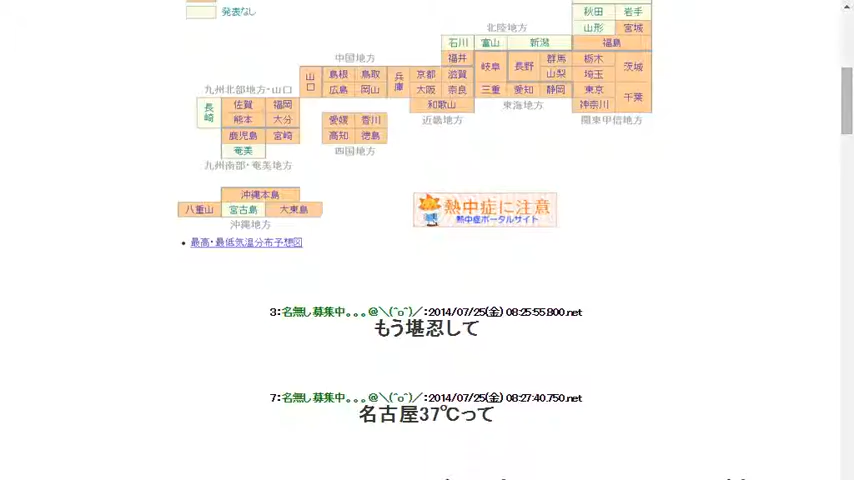 発表なし
秋田 岩手
北陸地方 山形 宮城
石川 富山 新潟 福島
中国地方 福井 岐阜 長野 群馬 栃木 茨城
山口 島根 鳥取 兵庫 京都 滋賀 山梨 埼玉
九州北部地方・山口 広島 岡山 大阪 奈良 三重 愛知 静岡 東京 千葉
長崎 佐賀 福岡 和歌山 東海地方 神奈川
熊本 大分 愛媛 香川 近畿地方 関東甲信地方
鹿児島 宮崎 高知 徳島
奄美 四国地方
九州南部・奄美地方
沖縄本島
八重山 宮古島 大東島
沖縄地方
熱中症に注意
熱中症ポータルサイト
最高・最低気温分布予想図
3:名無し募集中。。。@＼(^o^)／:2014/07/25(金) 08:25:55.800.net
もう堪忍して
7:名無し募集中。。。@＼(^o^)／:2014/07/25(金) 08:27:40.750.net
名古屋37℃って